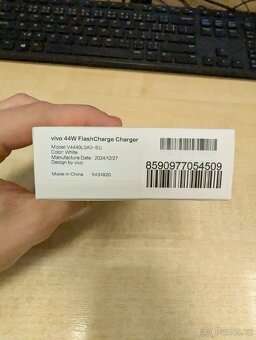 vivo 44W FlashCharge Charger
Model: V4440L0A0-EU
Color: White
Manufacture Date: 2024/12/27
Design by vivo
Made in China 5434820
8590977054509